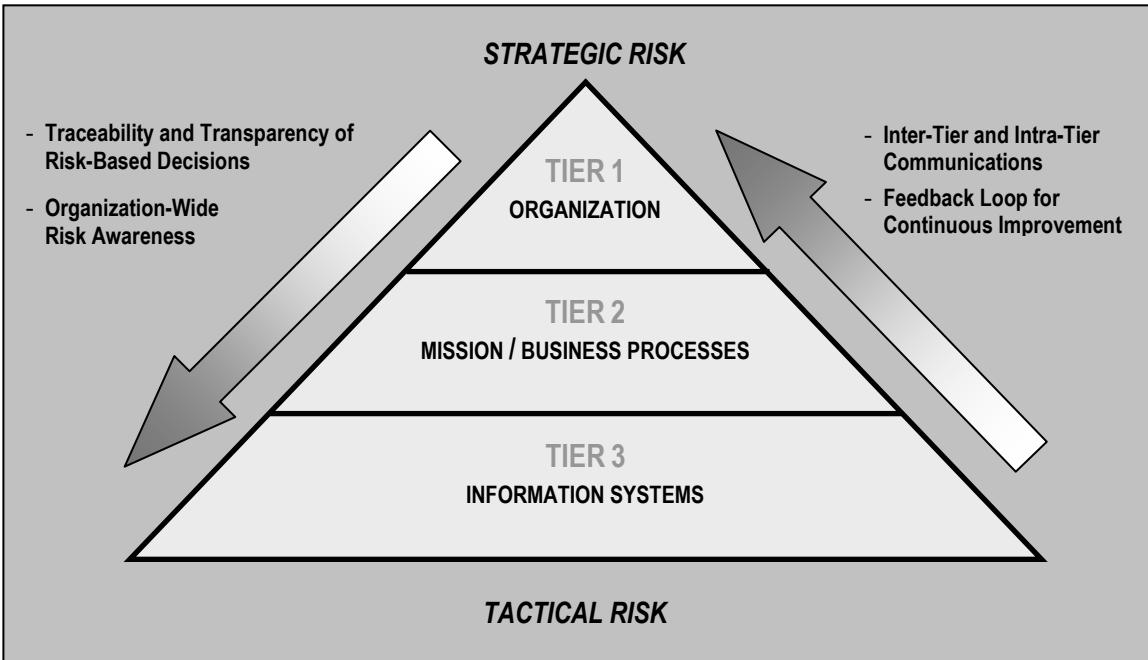 STRATEGIC RISK
- Traceability and Transparency of
Risk-Based Decisions
- Organization-Wide
Risk Awareness
- Inter-Tier and Intra-Tier
Communications
- Feedback Loop for
Continuous Improvement
TIER 1
ORGANIZATION
TIER 2
MISSION / BUSINESS PROCESSES
TIER 3
INFORMATION SYSTEMS
TACTICAL RISK